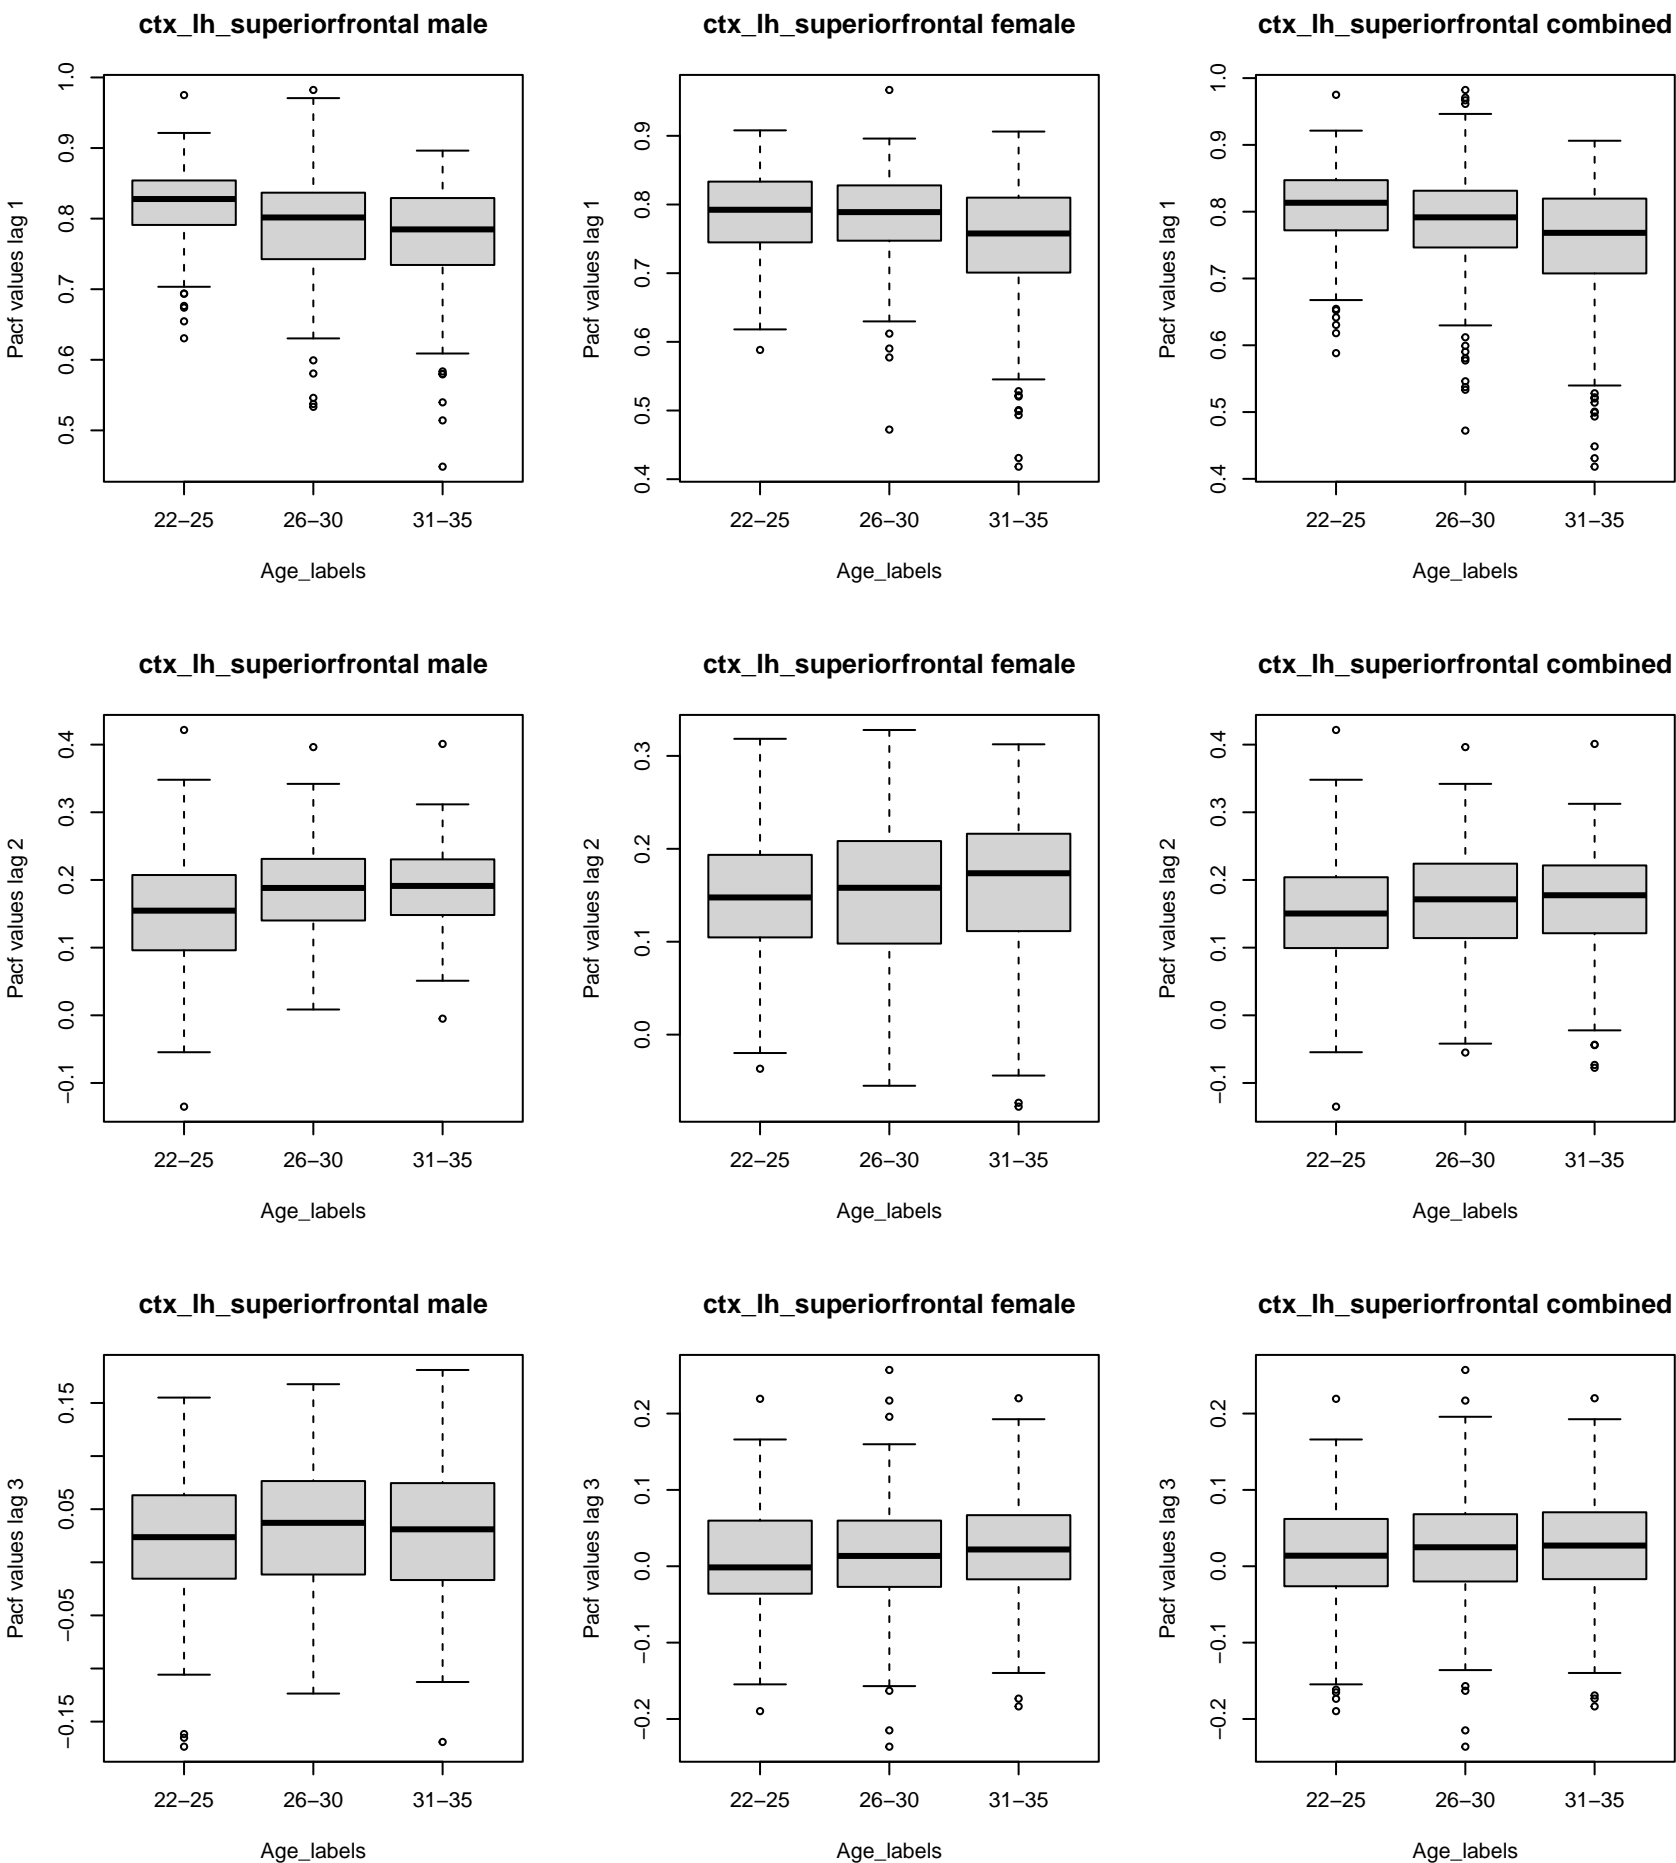 ctx_lh_superiorfrontal male
Pacf values lag 1
1.0
0.9
0.8
0.7
0.6
0.5
22−25 26−30 31−35
Age_labels
ctx_lh_superiorfrontal female
Pacf values lag 1
0.9
0.8
0.7
0.6
0.5
0.4
22−25 26−30 31−35
Age_labels
ctx_lh_superiorfrontal combined
Pacf values lag 1
1.0
0.9
0.8
0.7
0.6
0.5
0.4
22−25 26−30 31−35
Age_labels
ctx_lh_superiorfrontal male
Pacf values lag 2
0.4
0.3
0.2
0.1
0.0
−0.1
22−25 26−30 31−35
Age_labels
ctx_lh_superiorfrontal female
Pacf values lag 2
0.3
0.2
0.1
0.0
22−25 26−30 31−35
Age_labels
ctx_lh_superiorfrontal combined
Pacf values lag 2
0.4
0.3
0.2
0.1
0.0
−0.1
22−25 26−30 31−35
Age_labels
ctx_lh_superiorfrontal male
Pacf values lag 3
0.15
0.05
−0.05
−0.15
22−25 26−30 31−35
Age_labels
ctx_lh_superiorfrontal female
Pacf values lag 3
0.2
0.1
0.0
−0.1
−0.2
22−25 26−30 31−35
Age_labels
ctx_lh_superiorfrontal combined
Pacf values lag 3
0.2
0.1
0.0
−0.1
−0.2
22−25 26−30 31−35
Age_labels